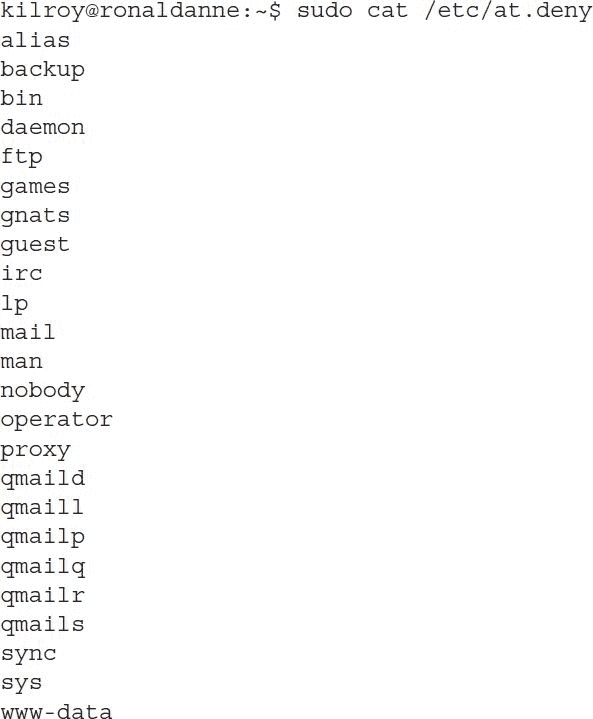 kilroy@ronaldanne:~$ sudo cat /etc/at.deny
alias
backup
bin
daemon
ftp
games
gnats
guest
irc
lp
mail
man
nobody
operator
proxy
qmaild
qmaill
qmailp
qmailq
qmailr
qmails
sync
sys
www-data